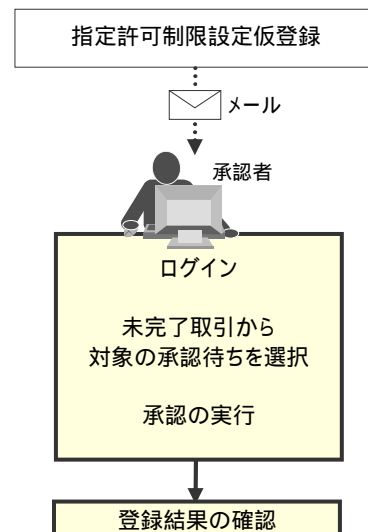 指定許可制限設定仮登録
メール
承認者
ログイン
未完了取引から
対象の承認待ちを選択
承認の実行
登録結果の確認